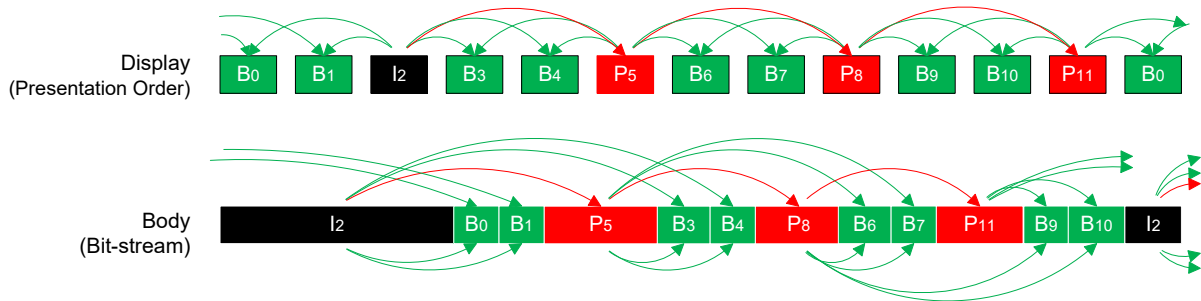 Display
(Presentation Order)
B0 B1 I2 B3 B4 P5 B6 B7 P8 B9 B10 P11 B0
Body
(Bit-stream)
I2 B0 B1 P5 B3 B4 P8 B6 B7 P11 B9 B10 I2